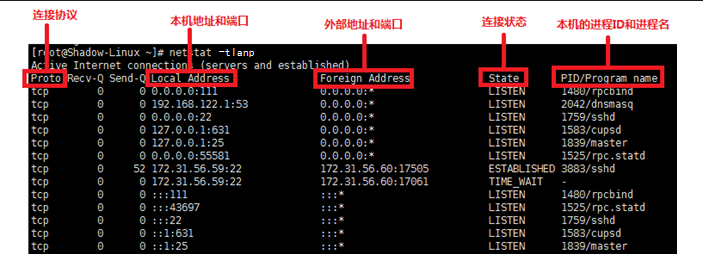 连接协议 本机地址和端口 外部地址和端口 连接状态 本机的进程ID和进程名
[root@Shadow-Linux ~]# netstat -tlanp
Active Internet connections (servers and established)
Proto Recv-Q Send-Q Local Address Foreign Address State PID/Program name
tcp 0 0 0.0.0.0:111 0.0.0.0:* LISTEN 1480/rpcbind
tcp 0 0 192.168.122.1:53 0.0.0.0:* LISTEN 2042/dnsmasq
tcp 0 0 0.0.0.0:22 0.0.0.0:* LISTEN 1759/sshd
tcp 0 0 127.0.0.1:631 0.0.0.0:* LISTEN 1583/cupsd
tcp 0 0 127.0.0.1:25 0.0.0.0:* LISTEN 1839/master
tcp 0 0 0.0.0.0:55581 0.0.0.0:* LISTEN 1525/rpc.statd
tcp 0 52 172.31.56.59:22 172.31.56.60:17505 ESTABLISHED 3883/sshd
tcp 0 0 172.31.56.59:22 172.31.56.60:17061 TIME_WAIT -
tcp 0 0 :::111 :::* LISTEN 1480/rpcbind
tcp 0 0 :::43697 :::* LISTEN 1525/rpc.statd
tcp 0 0 :::22 :::* LISTEN 1759/sshd
tcp 0 0 ::1:631 :::* LISTEN 1583/cupsd
tcp 0 0 ::1:25 :::* LISTEN 1839/master